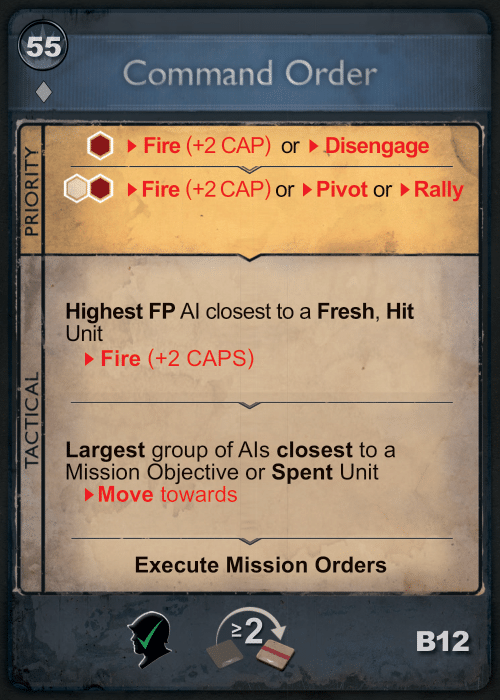 55
Command Order
PRIORITY
▶ Fire (+2 CAP) or ▶ Disengage
▶ Fire (+2 CAP) or ▶ Pivot or ▶ Rally
TACTICAL
Highest FP AI closest to a Fresh, Hit
Unit
▶ Fire (+2 CAPS)
Largest group of AIs closest to a
Mission Objective or Spent Unit
▶ Move towards
Execute Mission Orders
≥2
B12